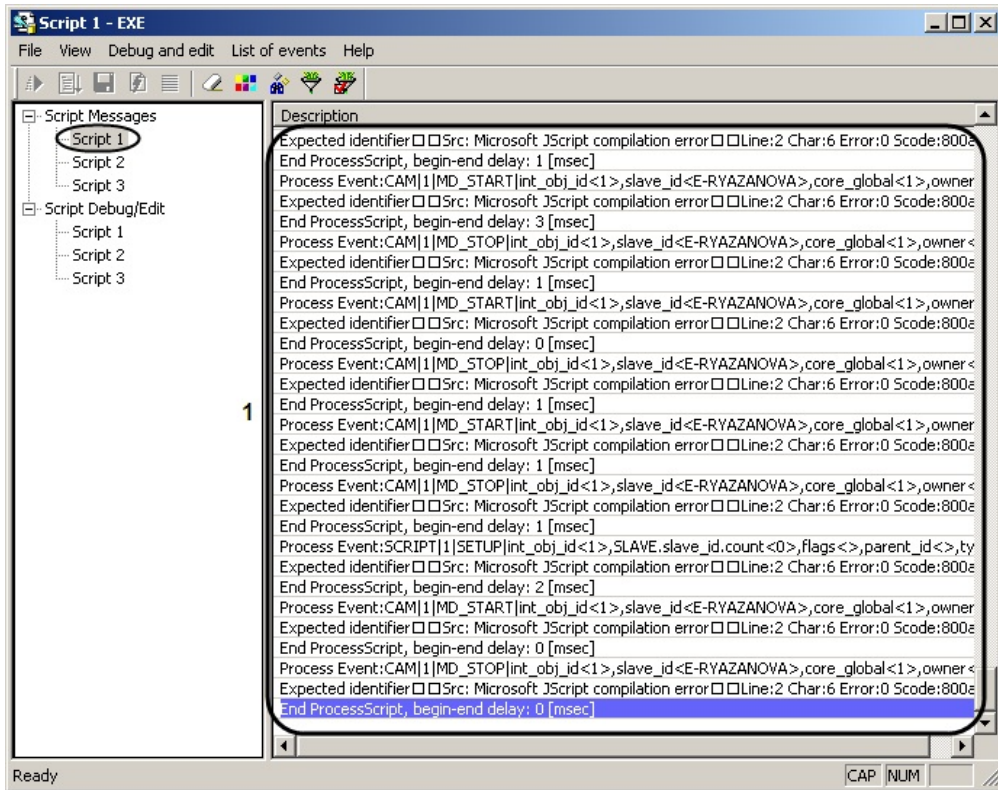 Script 1 - EXE
File View Debug and edit List of events Help
Script Messages
Script 1
Script 2
Script 3
Script Debug/Edit
Script 1
Script 2
Script 3
1
Description
Expected identifier□□Src: Microsoft JScript compilation error□□Line:2 Char:6 Error:0 Scode:800a
End ProcessScript, begin-end delay: 1 [msec]
Process Event:CAM|1|MD_START|int_obj_id<1>,slave_id<E-RYAZANOVA>,core_global<1>,owner
Expected identifier□□Src: Microsoft JScript compilation error□□Line:2 Char:6 Error:0 Scode:800a
End ProcessScript, begin-end delay: 3 [msec]
Process Event:CAM|1|MD_STOP|int_obj_id<1>,slave_id<E-RYAZANOVA>,core_global<1>,owner<
Expected identifier□□Src: Microsoft JScript compilation error□□Line:2 Char:6 Error:0 Scode:800a
End ProcessScript, begin-end delay: 1 [msec]
Process Event:CAM|1|MD_START|int_obj_id<1>,slave_id<E-RYAZANOVA>,core_global<1>,owner
Expected identifier□□Src: Microsoft JScript compilation error□□Line:2 Char:6 Error:0 Scode:800a
End ProcessScript, begin-end delay: 0 [msec]
Process Event:CAM|1|MD_STOP|int_obj_id<1>,slave_id<E-RYAZANOVA>,core_global<1>,owner<
Expected identifier□□Src: Microsoft JScript compilation error□□Line:2 Char:6 Error:0 Scode:800a
End ProcessScript, begin-end delay: 1 [msec]
Process Event:CAM|1|MD_START|int_obj_id<1>,slave_id<E-RYAZANOVA>,core_global<1>,owner
Expected identifier□□Src: Microsoft JScript compilation error□□Line:2 Char:6 Error:0 Scode:800a
End ProcessScript, begin-end delay: 1 [msec]
Process Event:CAM|1|MD_STOP|int_obj_id<1>,slave_id<E-RYAZANOVA>,core_global<1>,owner<
Expected identifier□□Src: Microsoft JScript compilation error□□Line:2 Char:6 Error:0 Scode:800a
End ProcessScript, begin-end delay: 1 [msec]
Process Event:SCRIPT|1|SETUP|int_obj_id<1>,SLAVE.slave_id.count<0>,flags<>,parent_id<>,ty
Expected identifier□□Src: Microsoft JScript compilation error□□Line:2 Char:6 Error:0 Scode:800a
End ProcessScript, begin-end delay: 2 [msec]
Process Event:CAM|1|MD_START|int_obj_id<1>,slave_id<E-RYAZANOVA>,core_global<1>,owner
Expected identifier□□Src: Microsoft JScript compilation error□□Line:2 Char:6 Error:0 Scode:800a
End ProcessScript, begin-end delay: 0 [msec]
Process Event:CAM|1|MD_STOP|int_obj_id<1>,slave_id<E-RYAZANOVA>,core_global<1>,owner<
Expected identifier□□Src: Microsoft JScript compilation error□□Line:2 Char:6 Error:0 Scode:800a
End ProcessScript, begin-end delay: 0 [msec]
Ready
CAP NUM